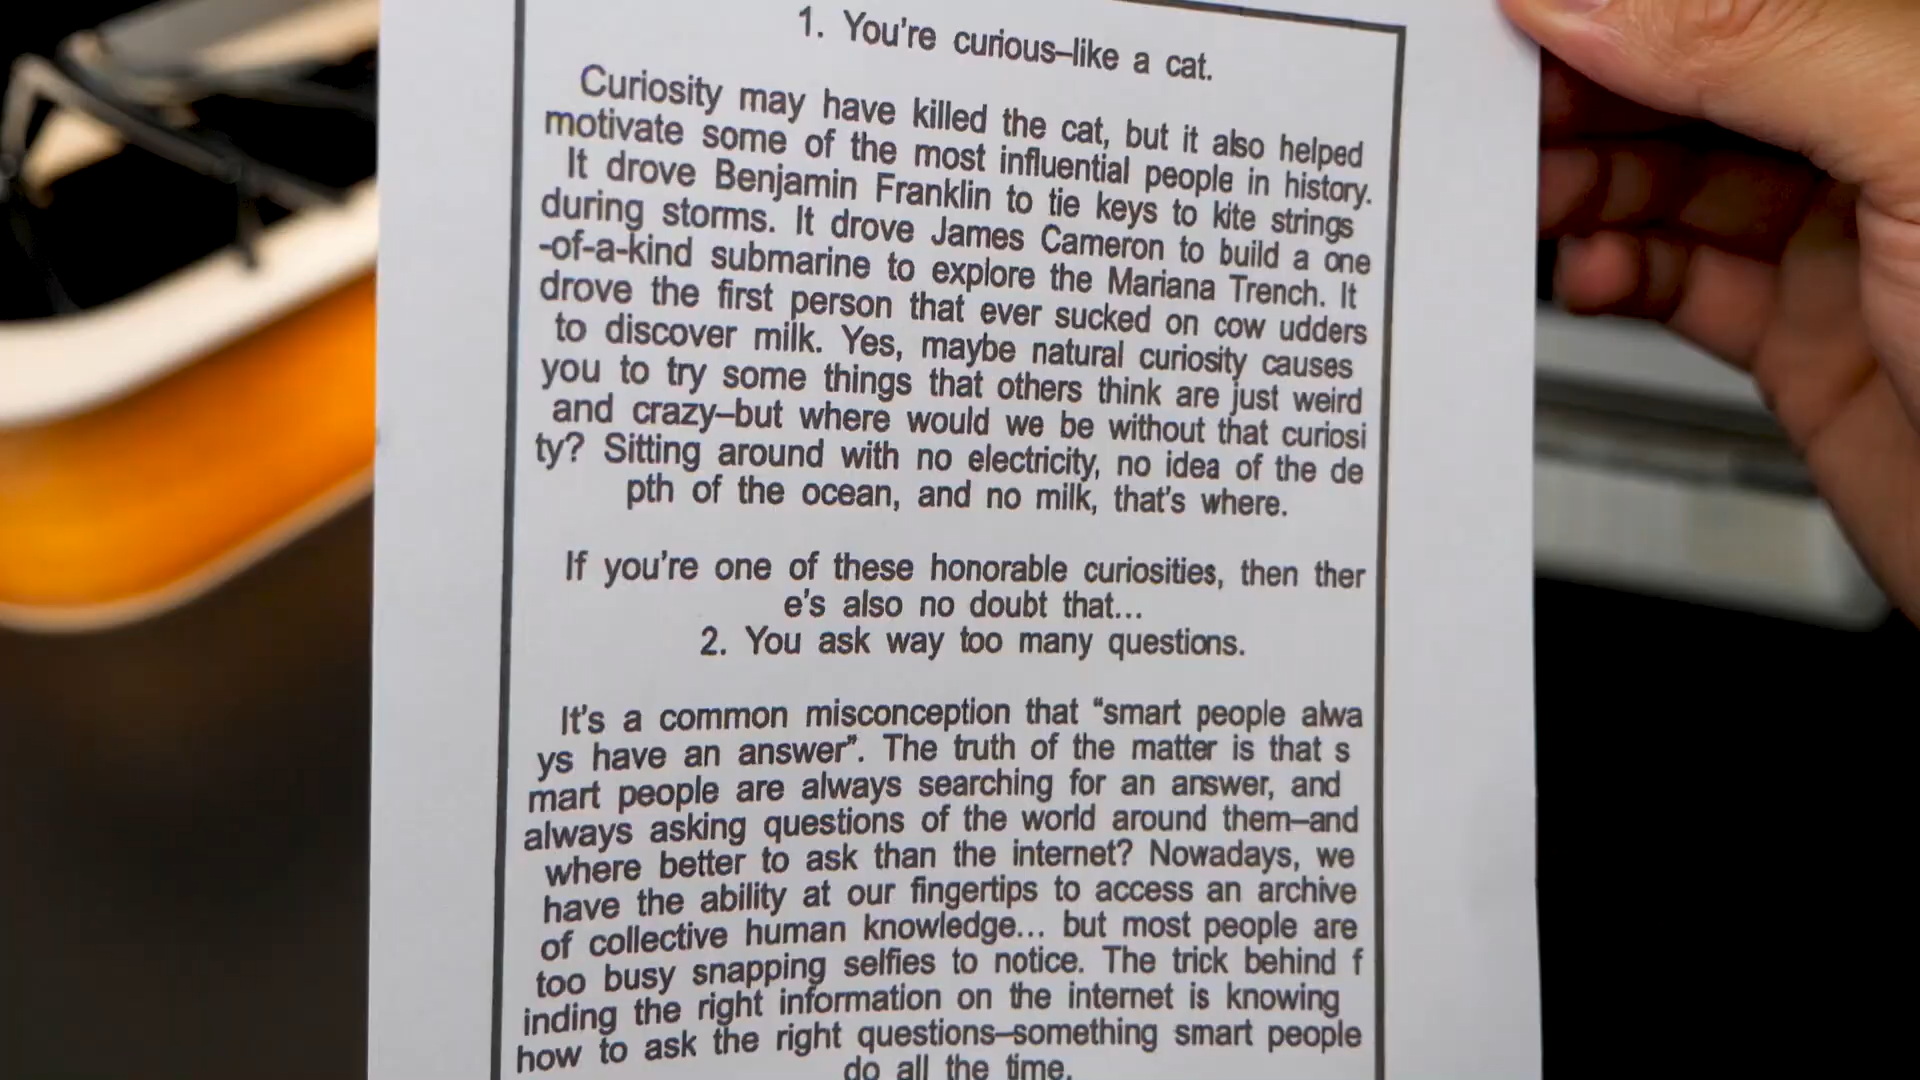 1. You're curious–like a cat.
Curiosity may have killed the cat, but it also helped
motivate some of the most influential people in history.
It drove Benjamin Franklin to tie keys to kite strings
during storms. It drove James Cameron to build a one
-of-a-kind submarine to explore the Mariana Trench. It
drove the first person that ever sucked on cow udders
to discover milk. Yes, maybe natural curiosity causes
you to try some things that others think are just weird
and crazy–but where would we be without that curiosi
ty? Sitting around with no electricity, no idea of the de
pth of the ocean, and no milk, that's where.
If you're one of these honorable curiosities, then ther
e's also no doubt that...
2. You ask way too many questions.
It's a common misconception that “smart people alwa
ys have an answer”. The truth of the matter is that s
mart people are always searching for an answer, and
always asking questions of the world around them–and
where better to ask than the internet? Nowadays, we
have the ability at our fingertips to access an archive
of collective human knowledge... but most people are
too busy snapping selfies to notice. The trick behind f
inding the right information on the internet is knowing
how to ask the right questions–something smart people
do all the time.